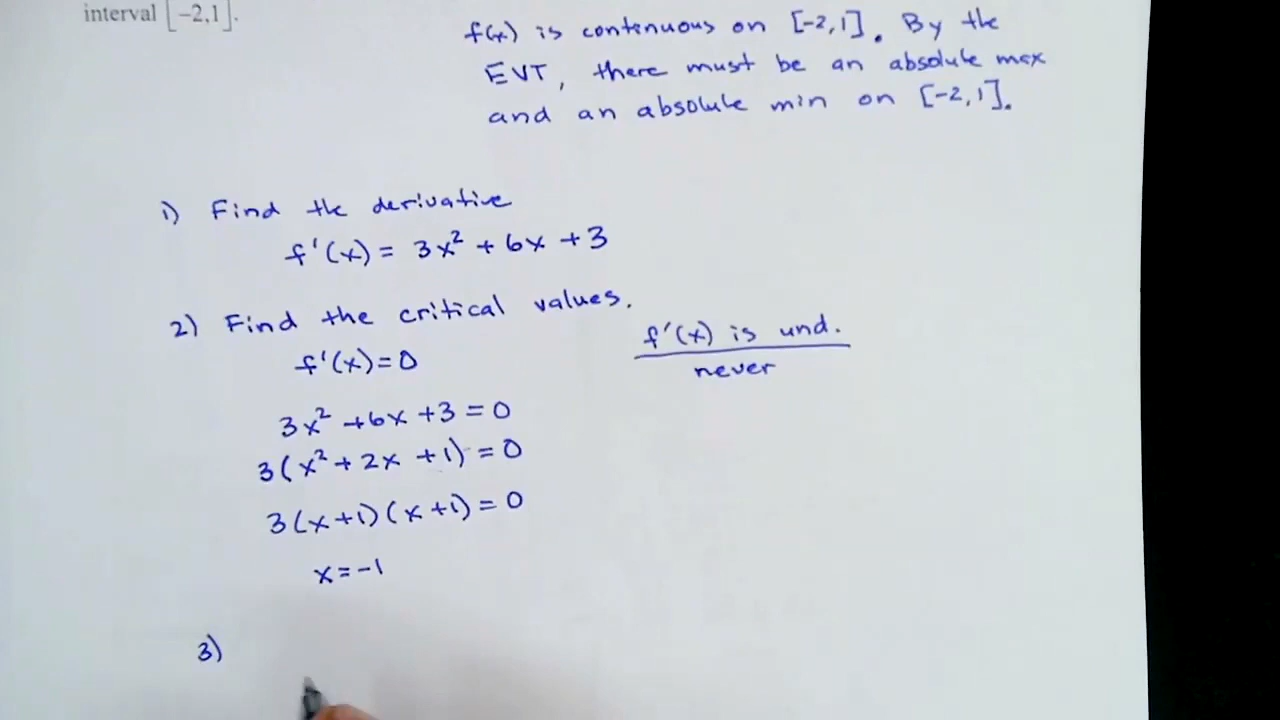 interval [−2,1].
f(x) is continuous on [-2,1]. By the
EVT, there must be an absolute max
and an absolute min on [-2,1].
1) Find the derivative
f'(x) = 3x² + 6x + 3
2) Find the critical values.
f'(x) = 0
3x² + 6x + 3 = 0
3(x² + 2x + 1) = 0
3(x+1)(x+1) = 0
x = -1
f'(x) is und.
never
3)